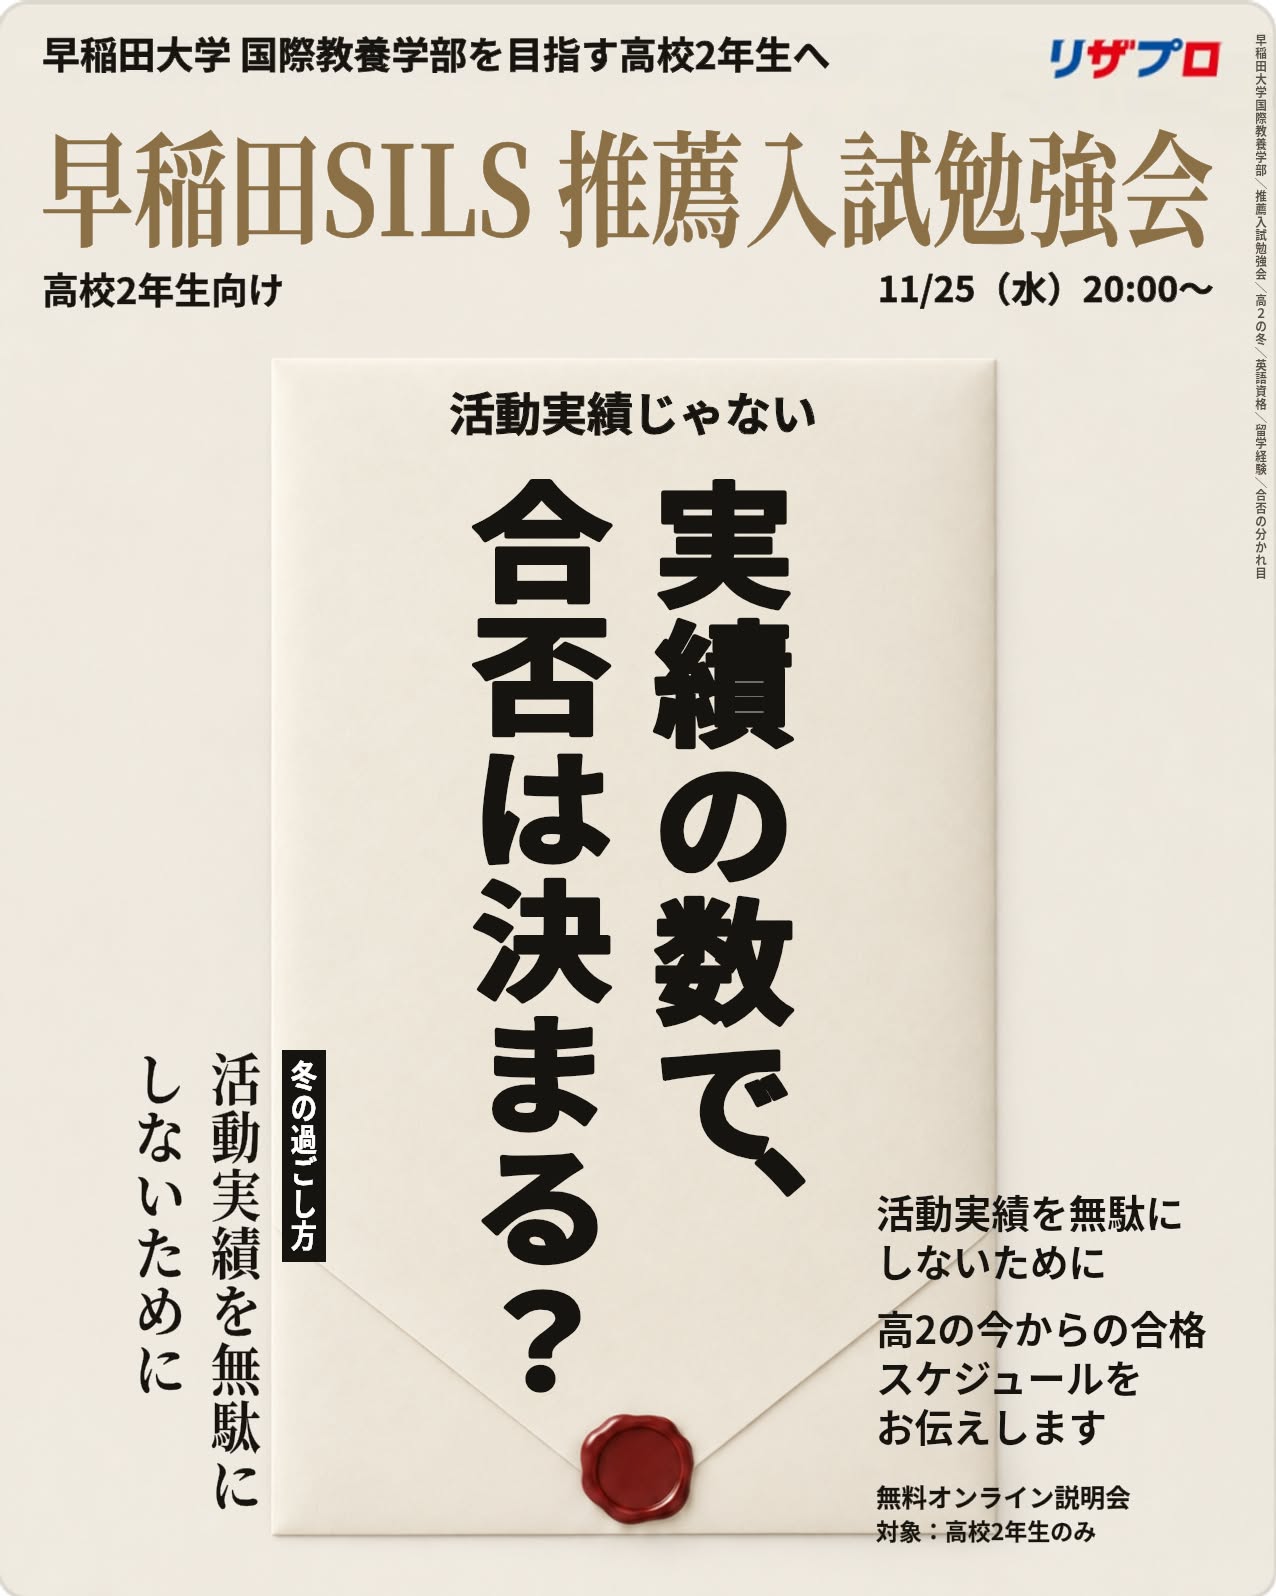 早稲田大学 国際教養学部を目指す高校2年生へ
リザプロ
早稲田SILS 推薦入試勉強会
高校2年生向け
11/25（水）20:00〜
早稲田大学国際教養学部／推薦入試勉強会／高2の冬／英語資格／留学経験／合否の分かれ目
活動実績じゃない
実績の数で、
合否は決まる？
冬の過ごし方
活動実績を無駄に
しないために
活動実績を無駄に
しないために
高2の今からの合格
スケジュールを
お伝えします
無料オンライン説明会
対象：高校2年生のみ